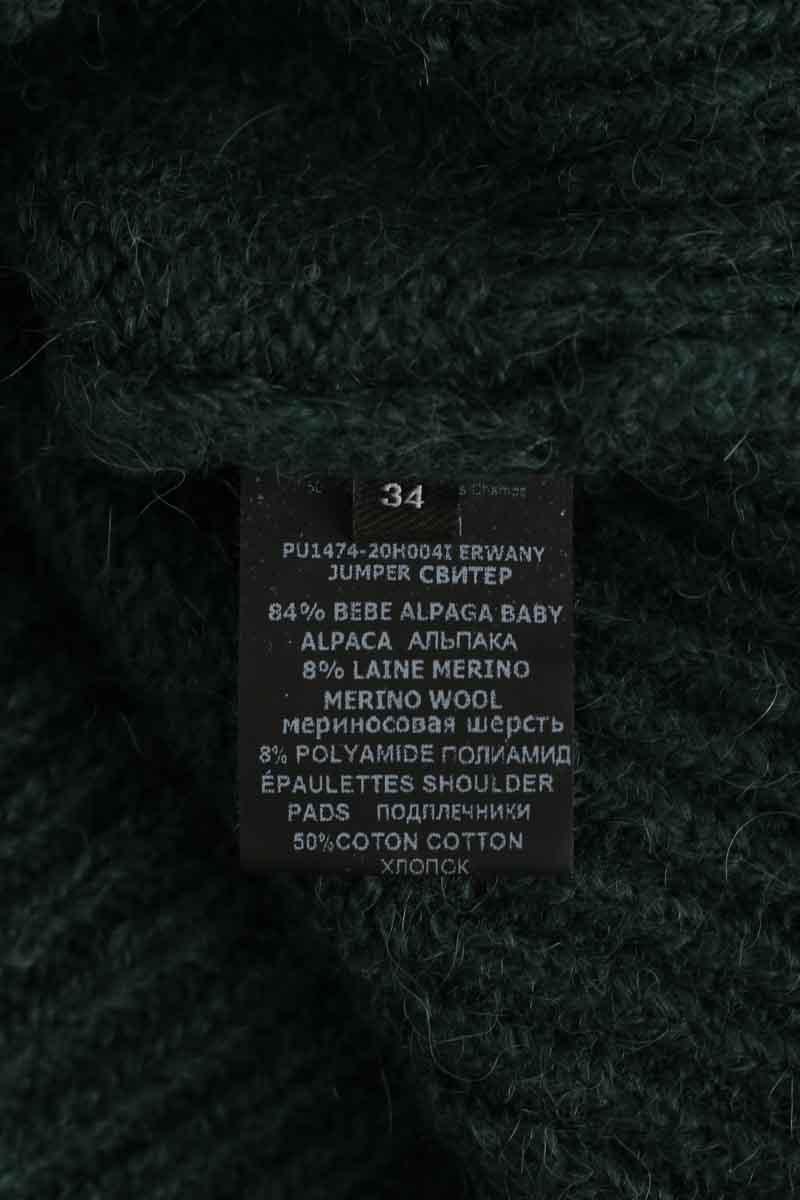 34
PU1474-20H004I ERWANY
JUMPER СВИТЕР
84% BEBE ALPAGA BABY
ALPACA АЛЬПАКА
8% LAINE MERINO
MERINO WOOL
мериносовая шерсть
8% POLYAMIDE ПОЛИАМИД
ÉPAULETTES SHOULDER
PADS ПОДПЛЕЧНИКИ
50%COTON COTTON
ХЛОПОК